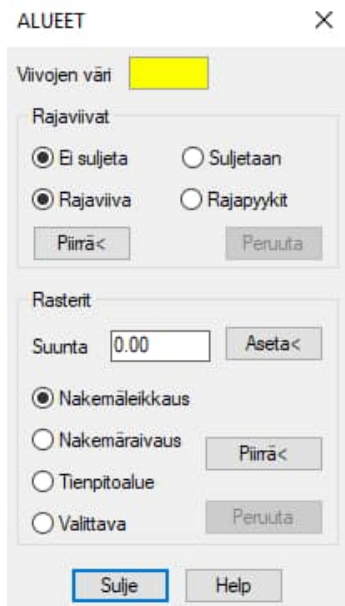 ALUEET
Viivojen väri
Rajaviivat
Ei suljeta Suljetaan
Rajaviiva Rajapyykit
Piirrä< Peruuta
Rasterit
Suunta 0.00 Aseta<
Nakemäleikkaus
Nakemäraivaus
Piirrä<
Tienpitoalue
Valittava
Peruuta
Sulje Help